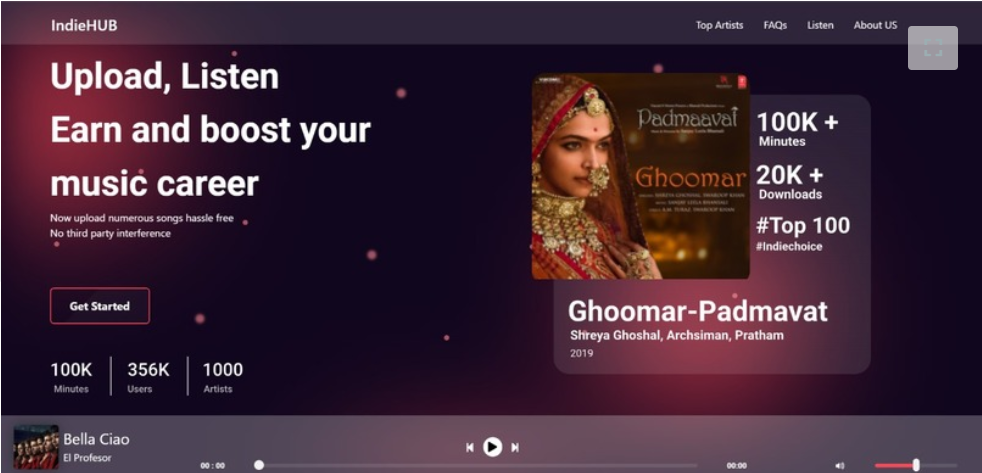 IndieHUB
Top Artists FAQs Listen About US
Upload, Listen
Earn and boost your
music career
Now upload numerous songs hassle free
No third party interference
Get Started
100K 356K 1000
Minutes Users Artists
Padmaavat
Ghoomar
100K +
Minutes
20K +
Downloads
#Top 100
#Indiechoice
Ghoomar-Padmavat
Shreya Ghoshal, Archsiman, Pratham
2019
Bella Ciao
El Profesor
00 : 00
00:00